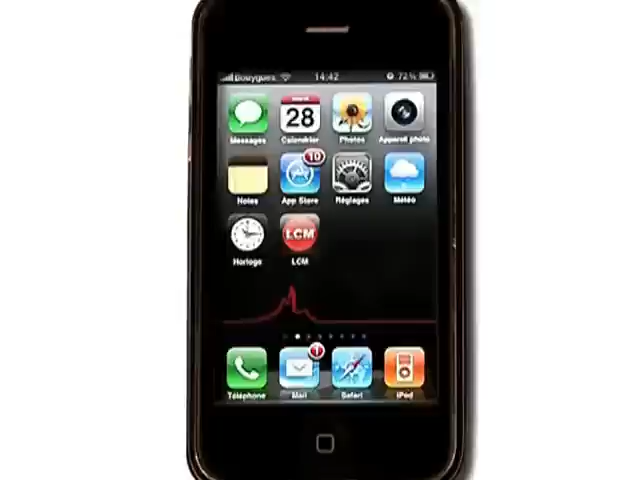 Bouygues 14:42 72 %
28
Messages Calendrier Photos Appareil photo
10
Notes App Store Réglages Météo
LCM
Horloge LCM
1
Téléphone Mail Safari iPod